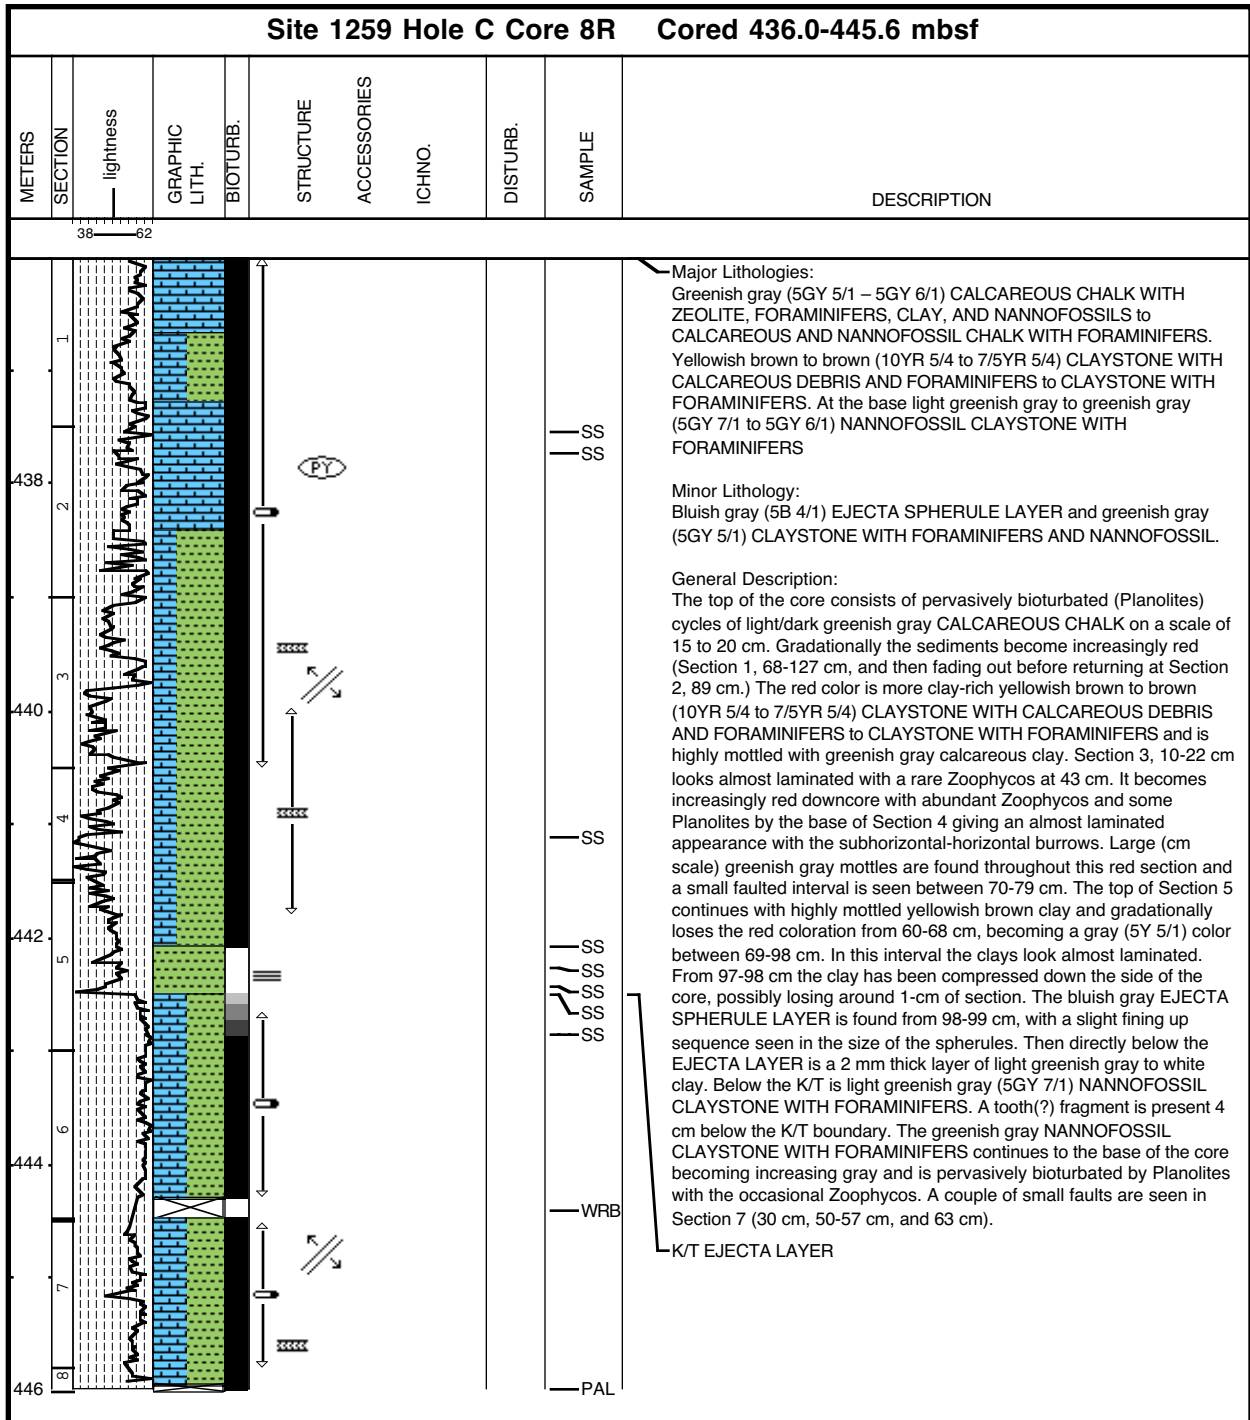 Site 1259 Hole C Core 8R Cored 436.0-445.6 mbsf
METERS
SECTION
lightness
GRAPHIC
LITH.
BIOTURB.
STRUCTURE
ACCESSORIES
ICHNO.
DISTURB.
SAMPLE
DESCRIPTION
38 62
1
2
3
4
5
6
7
8
438
440
442
444
446
PY
SS
SS
SS
SS
SS
SS
SS
SS
WRB
PAL
Major Lithologies:
Greenish gray (5GY 5/1 – 5GY 6/1) CALCAREOUS CHALK WITH
ZEOLITE, FORAMINIFERS, CLAY, AND NANNOFOSSILS to
CALCAREOUS AND NANNOFOSSIL CHALK WITH FORAMINIFERS.
Yellowish brown to brown (10YR 5/4 to 7/5YR 5/4) CLAYSTONE WITH
CALCAREOUS DEBRIS AND FORAMINIFERS to CLAYSTONE WITH
FORAMINIFERS. At the base light greenish gray to greenish gray
(5GY 7/1 to 5GY 6/1) NANNOFOSSIL CLAYSTONE WITH
FORAMINIFERS
Minor Lithology:
Bluish gray (5B 4/1) EJECTA SPHERULE LAYER and greenish gray
(5GY 5/1) CLAYSTONE WITH FORAMINIFERS AND NANNOFOSSIL.
General Description:
The top of the core consists of pervasively bioturbated (Planolites)
cycles of light/dark greenish gray CALCAREOUS CHALK on a scale of
15 to 20 cm. Gradationally the sediments become increasingly red
(Section 1, 68-127 cm, and then fading out before returning at Section
2, 89 cm.) The red color is more clay-rich yellowish brown to brown
(10YR 5/4 to 7/5YR 5/4) CLAYSTONE WITH CALCAREOUS DEBRIS
AND FORAMINIFERS to CLAYSTONE WITH FORAMINIFERS and is
highly mottled with greenish gray calcareous clay. Section 3, 10-22 cm
looks almost laminated with a rare Zoophycos at 43 cm. It becomes
increasingly red downcore with abundant Zoophycos and some
Planolites by the base of Section 4 giving an almost laminated
appearance with the subhorizontal-horizontal burrows. Large (cm
scale) greenish gray mottles are found throughout this red section and
a small faulted interval is seen between 70-79 cm. The top of Section 5
continues with highly mottled yellowish brown clay and gradationally
loses the red coloration from 60-68 cm, becoming a gray (5Y 5/1) color
between 69-98 cm. In this interval the clays look almost laminated.
From 97-98 cm the clay has been compressed down the side of the
core, possibly losing around 1-cm of section. The bluish gray EJECTA
SPHERULE LAYER is found from 98-99 cm, with a slight fining up
sequence seen in the size of the spherules. Then directly below the
EJECTA LAYER is a 2 mm thick layer of light greenish gray to white
clay. Below the K/T is light greenish gray (5GY 7/1) NANNOFOSSIL
CLAYSTONE WITH FORAMINIFERS. A tooth(?) fragment is present 4
cm below the K/T boundary. The greenish gray NANNOFOSSIL
CLAYSTONE WITH FORAMINIFERS continues to the base of the core
becoming increasing gray and is pervasively bioturbated by Planolites
with the occasional Zoophycos. A couple of small faults are seen in
Section 7 (30 cm, 50-57 cm, and 63 cm).
K/T EJECTA LAYER